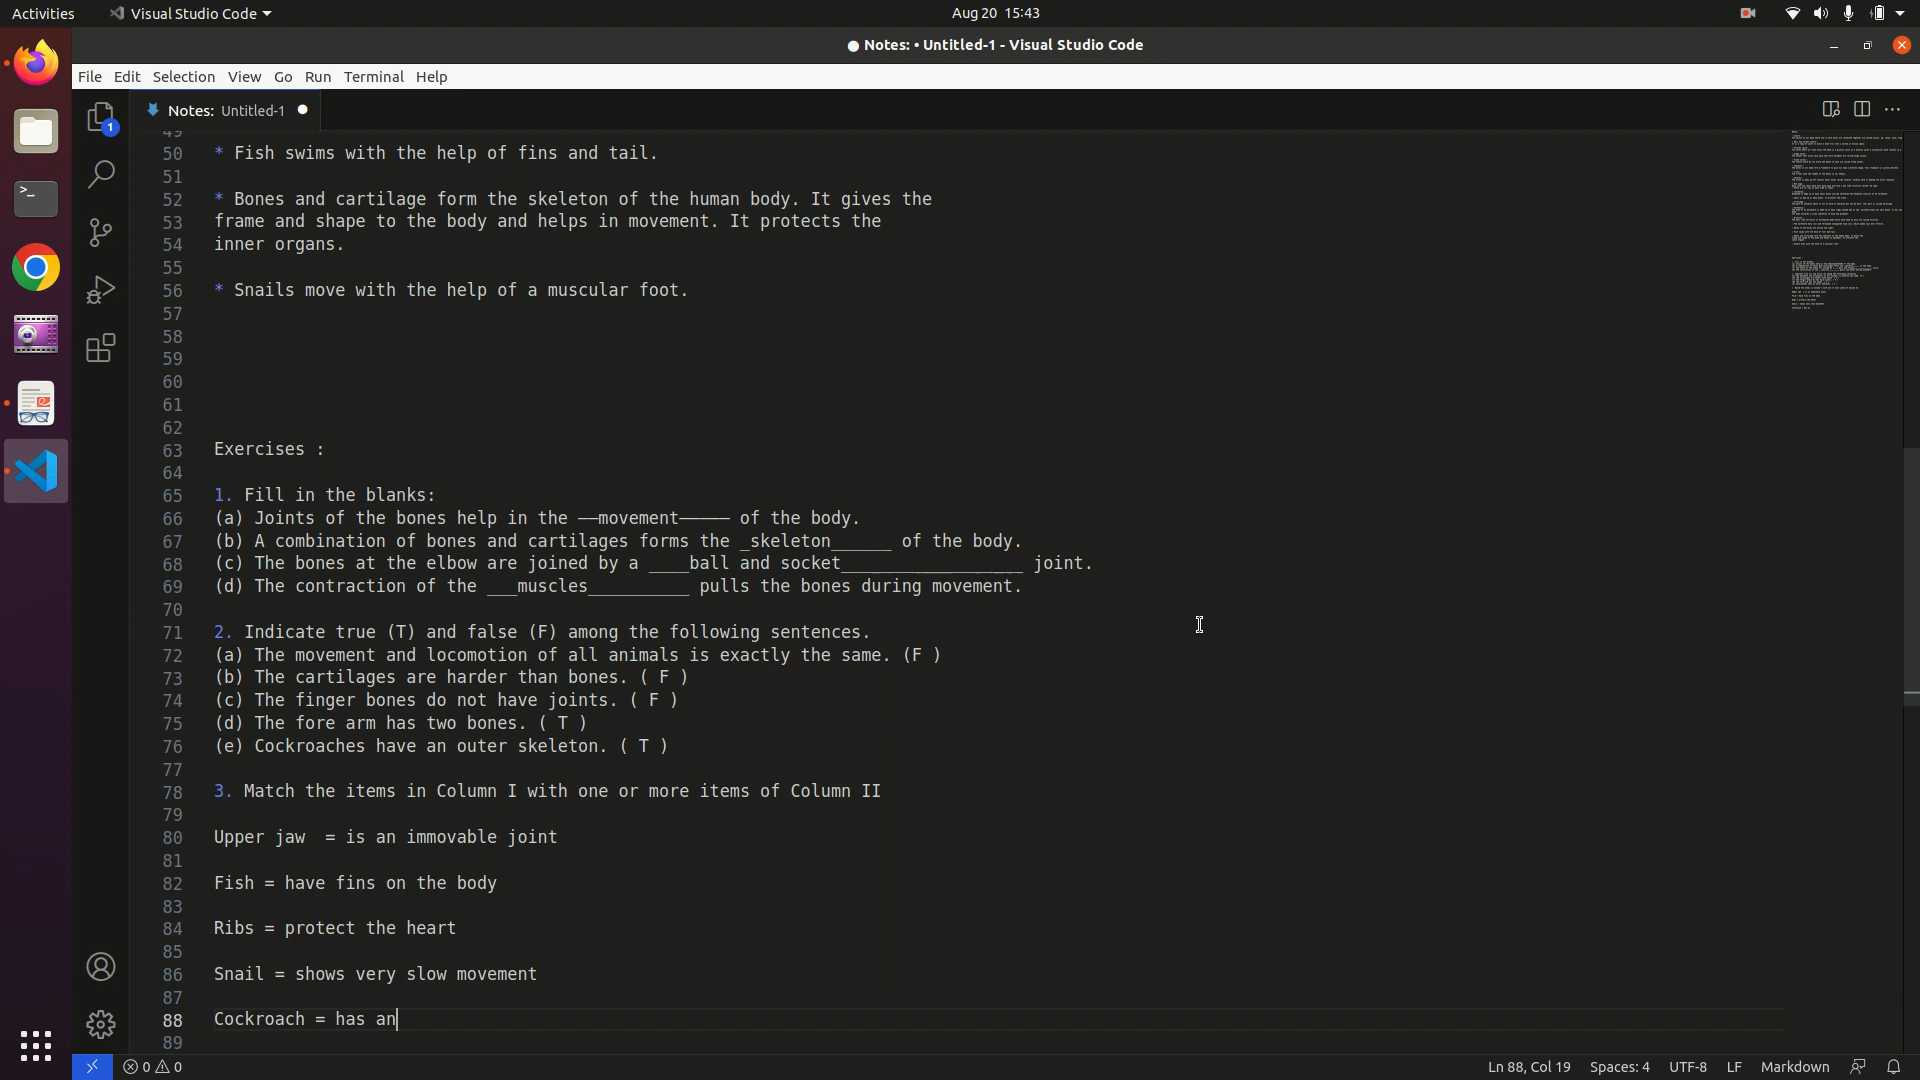 Activities
Visual Studio Code
Aug 20 15:43
Notes: • Untitled-1 - Visual Studio Code
File Edit Selection View Go Run Terminal Help
1
Notes: Untitled-1
49
50 * Fish swims with the help of fins and tail.
51
52 * Bones and cartilage form the skeleton of the human body. It gives the
53 frame and shape to the body and helps in movement. It protects the
54 inner organs.
55
56 * Snails move with the help of a muscular foot.
57
58
59
60
61
62
63 Exercises :
64
65 1. Fill in the blanks:
66 (a) Joints of the bones help in the ——movement————— of the body.
67 (b) A combination of bones and cartilages forms the _skeleton______ of the body.
68 (c) The bones at the elbow are joined by a ____ball and socket__________________ joint.
69 (d) The contraction of the ___muscles__________ pulls the bones during movement.
70
71 2. Indicate true (T) and false (F) among the following sentences.
72 (a) The movement and locomotion of all animals is exactly the same. (F )
73 (b) The cartilages are harder than bones. ( F )
74 (c) The finger bones do not have joints. ( F )
75 (d) The fore arm has two bones. ( T )
76 (e) Cockroaches have an outer skeleton. ( T )
77
78 3. Match the items in Column I with one or more items of Column II
79
80 Upper jaw  = is an immovable joint
81
82 Fish = have fins on the body
83
84 Ribs = protect the heart
85
86 Snail = shows very slow movement
87
88 Cockroach = has an
89
0 0
Ln 88, Col 19 Spaces: 4 UTF-8 LF Markdown